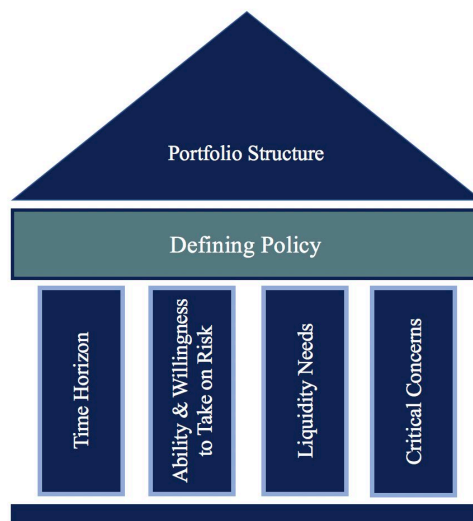 Portfolio Structure
Defining Policy
Time Horizon
Ability & Willingness
to Take on Risk
Liquidity Needs
Critical Concerns